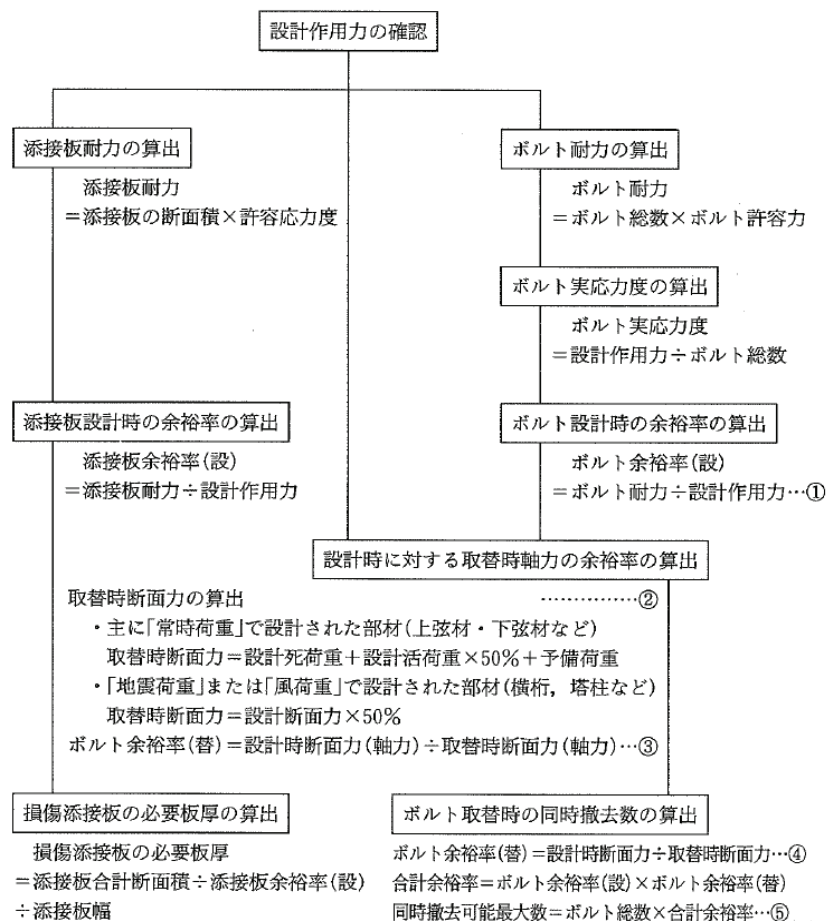 設計作用力の確認
添接板耐力の算出
添接板耐力
＝添接板の断面積×許容応力度
ボルト耐力の算出
ボルト耐力
＝ボルト総数×ボルト許容力
ボルト実応力度の算出
ボルト実応力度
＝設計作用力÷ボルト総数
添接板設計時の余裕率の算出
添接板余裕率(設)
＝添接板耐力÷設計作用力
ボルト設計時の余裕率の算出
ボルト余裕率(設)
＝ボルト耐力÷設計作用力…①
設計時に対する取替時軸力の余裕率の算出
取替時断面力の算出 ……………②
・主に「常時荷重」で設計された部材(上弦材・下弦材など)
取替時断面力＝設計死荷重＋設計活荷重×50%＋予備荷重
・「地震荷重」または「風荷重」で設計された部材(横桁，塔柱など)
取替時断面力＝設計断面力×50%
ボルト余裕率(替)＝設計時断面力(軸力)÷取替時断面力(軸力)…③
損傷添接板の必要板厚の算出
損傷添接板の必要板厚
＝添接板合計断面積÷添接板余裕率(設)
÷添接板幅
ボルト取替時の同時撤去数の算出
ボルト余裕率(替)＝設計時断面力÷取替時断面力…④
合計余裕率＝ボルト余裕率(設)×ボルト余裕率(替)
同時撤去可能最大数＝ボルト総数×合計余裕率…⑤